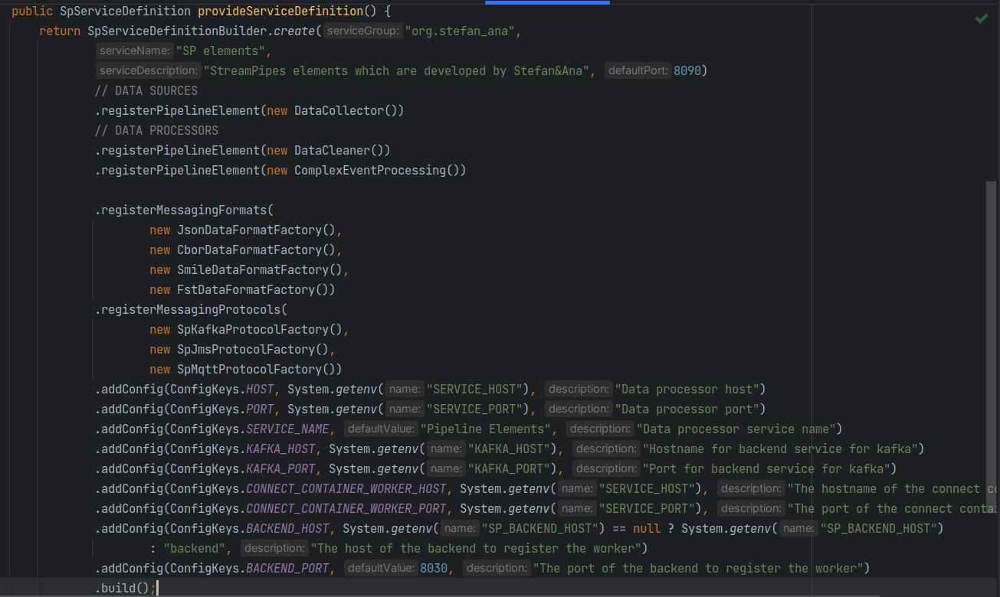 public SpServiceDefinition provideServiceDefinition() {
return SpServiceDefinitionBuilder.create( serviceGroup: "org.stefan_ana",
serviceName: "SP elements",
serviceDescription: "StreamPipes elements which are developed by Stefan&Ana", defaultPort: 8090)
// DATA SOURCES
.registerPipelineElement(new DataCollector())
// DATA PROCESSORS
.registerPipelineElement(new DataCleaner())
.registerPipelineElement(new ComplexEventProcessing())
.registerMessagingFormats(
new JsonDataFormatFactory(),
new CborDataFormatFactory(),
new SmileDataFormatFactory(),
new FstDataFormatFactory())
.registerMessagingProtocols(
new SpKafkaProtocolFactory(),
new SpJmsProtocolFactory(),
new SpMqttProtocolFactory())
.addConfig(ConfigKeys.HOST, System.getenv( name: "SERVICE_HOST"), description: "Data processor host")
.addConfig(ConfigKeys.PORT, System.getenv( name: "SERVICE_PORT"), description: "Data processor port")
.addConfig(ConfigKeys.SERVICE_NAME, defaultValue: "Pipeline Elements", description: "Data processor service name")
.addConfig(ConfigKeys.KAFKA_HOST, System.getenv( name: "KAFKA_HOST"), description: "Hostname for backend service for kafka")
.addConfig(ConfigKeys.KAFKA_PORT, System.getenv( name: "KAFKA_PORT"), description: "Port for backend service for kafka")
.addConfig(ConfigKeys.CONNECT_CONTAINER_WORKER_HOST, System.getenv( name: "SERVICE_HOST"), description: "The hostname of the connect co
.addConfig(ConfigKeys.CONNECT_CONTAINER_WORKER_PORT, System.getenv( name: "SERVICE_PORT"), description: "The port of the connect conta
.addConfig(ConfigKeys.BACKEND_HOST, System.getenv( name: "SP_BACKEND_HOST") == null ? System.getenv( name: "SP_BACKEND_HOST")
: "backend", description: "The host of the backend to register the worker")
.addConfig(ConfigKeys.BACKEND_PORT, defaultValue: 8030, description: "The port of the backend to register the worker")
.build();